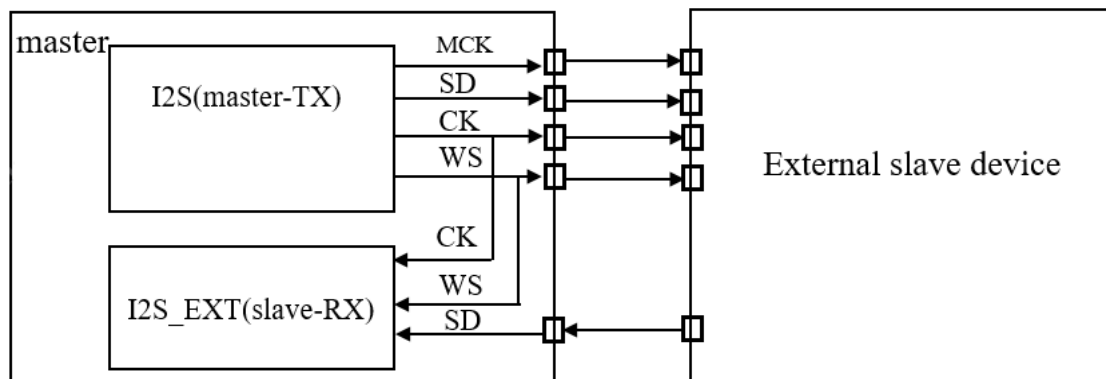 master
MCK
I2S(master-TX)
SD
CK
WS
External slave device
CK
I2S_EXT(slave-RX)
WS
SD